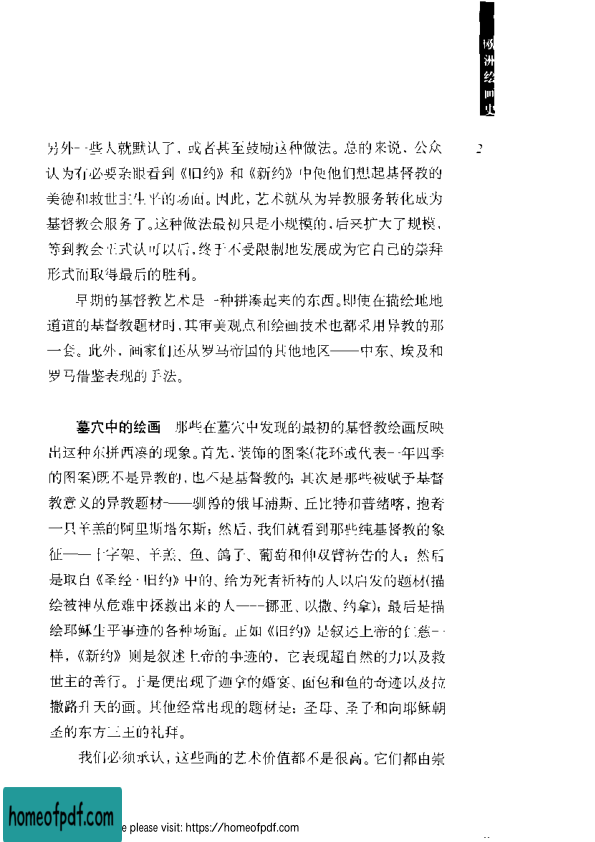 欧洲绘画史
2
另外一些人就默认了，或者甚至鼓励这种做法。总的来说，公众
认为有必要亲眼看到《旧约》和《新约》中使他们想起基督教的
美德和救世主生平的场面。因此，艺术就从为异教服务转化成为
基督教会服务了。这种做法最初只是小规模的，后来扩大了规模，
等到教会正式认可以后，终于不受限制地发展成为它自己的崇拜
形式而取得最后的胜利。
早期的基督教艺术是一种拼凑起来的东西。即使在描绘地地
道道的基督教题材时，其审美观点和绘画技术也都采用异教的那
一套。此外，画家们还从罗马帝国的其他地区——中东、埃及和
罗马借鉴表现的手法。
墓穴中的绘画 那些在墓穴中发现的最初的基督教绘画反映
出这种东拼西凑的现象。首先，装饰的图案(花环或代表一年四季
的图案)既不是异教的，也不是基督教的；其次是那些被赋予基督
教意义的异教题材——驯兽的俄耳浦斯、丘比特和普绪喀，抱着
一只羊羔的阿里斯塔尔斯；然后，我们就看到那些纯基督教的象
征——十字架、羊羔、鱼、鸽子、葡萄和伸双臂祷告的人；然后
是取自《圣经·旧约》中的、给为死者祈祷的人以启发的题材(描
绘被神从危难中拯救出来的人——挪亚、以撒、约拿)；最后是描
绘耶稣生平事迹的各种场面。正如《旧约》是叙述上帝的仁慈一
样，《新约》则是叙述上帝的事迹的，它表现超自然的力以及救
世主的善行。于是便出现了迦拿的婚宴、面包和鱼的奇迹以及拉
撒路升天的画。其他经常出现的题材是：圣母、圣子和向耶稣朝
圣的东方三王的礼拜。
我们必须承认，这些画的艺术价值都不是很高。它们都由崇
homeofpdf.com
e please visit: https://homeofpdf.com